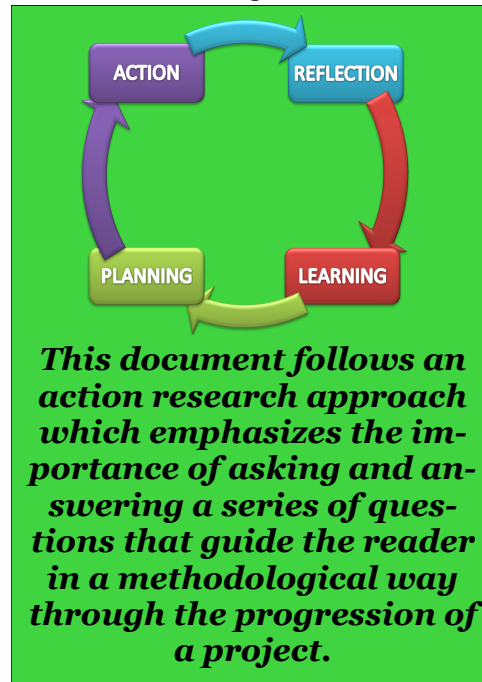 ACTION
REFLECTION
PLANNING
LEARNING
This document follows an
action research approach
which emphasizes the im-
portance of asking and an-
swering a series of ques-
tions that guide the reader
in a methodological way
through the progression of
a project.